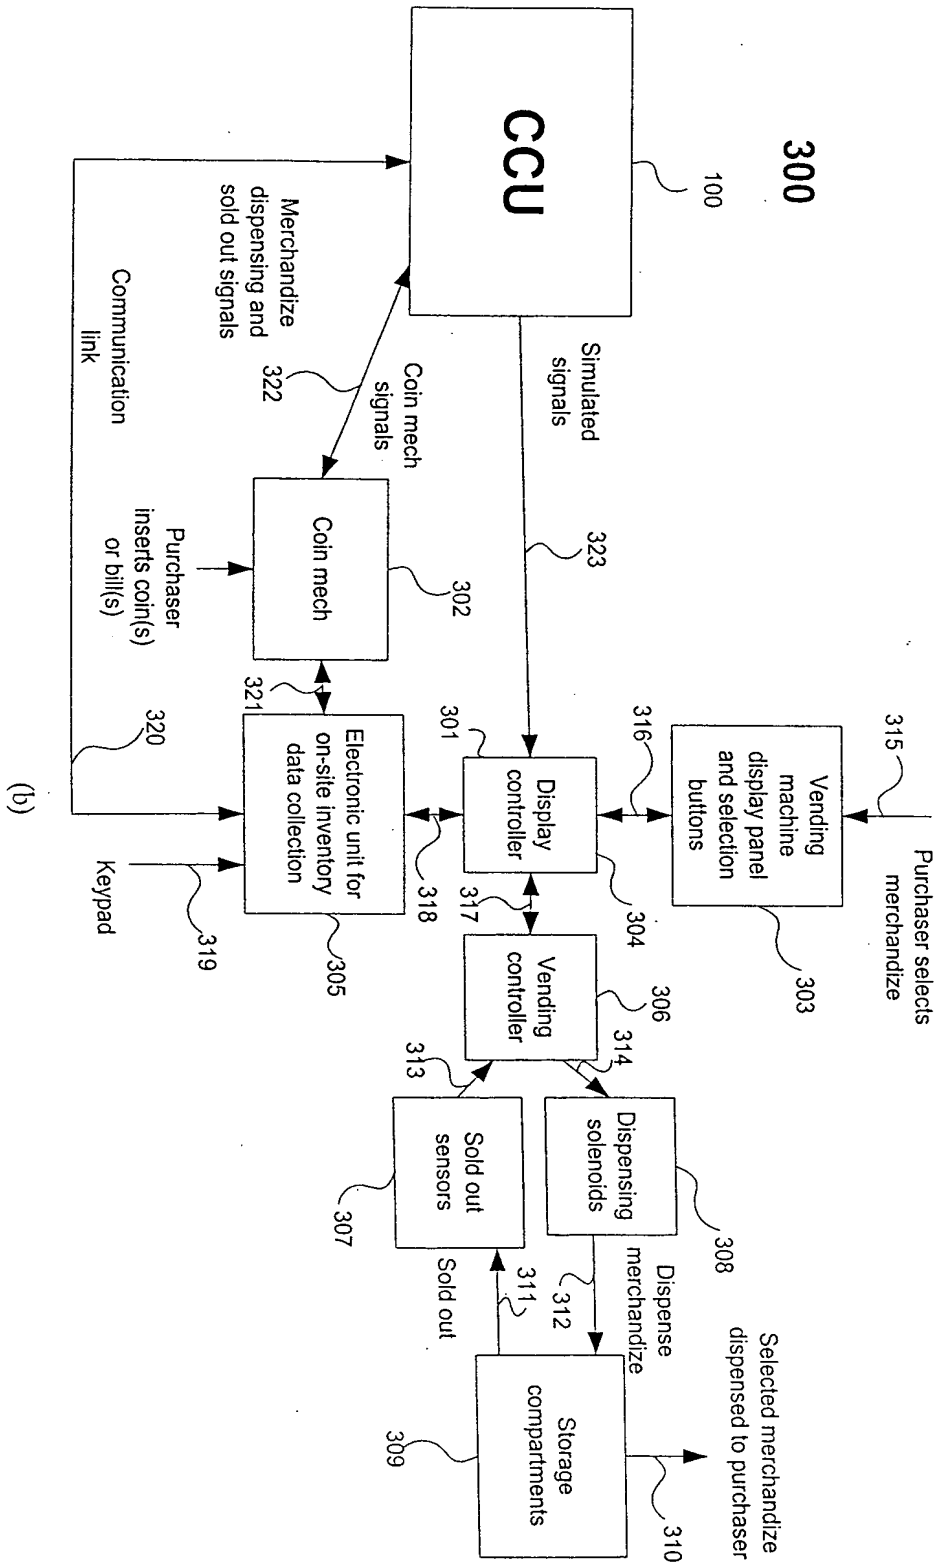 300
100
CCU
Simulated
signals
323
Merchandize
dispensing and
sold out signals
Coin mech
signals
322
Communication
link
320
Purchaser
inserts coin(s)
or bill(s)
Coin mech
302
321
315
Purchaser selects
merchandize
Vending
machine
display panel
and selection
buttons
303
316
301
Display
controller
304
317
318
Electronic unit for
on-site inventory
data collection
305
319
Keypad
Vending
controller
306
314
313
Dispensing
solenoids
308
Sold out
sensors
307
Dispense
merchandize
312
311
Sold out
Storage
compartments
309
310
Selected merchandize
dispensed to purchaser
(b)